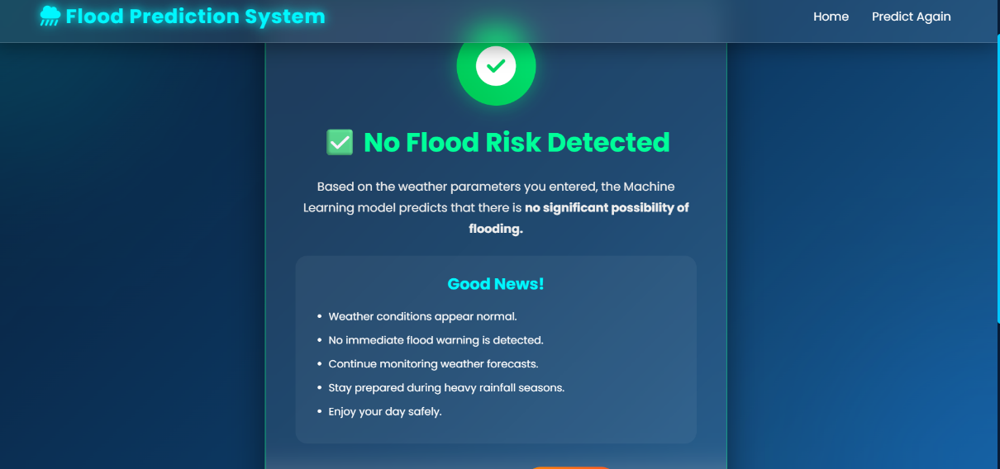 Flood Prediction System
Home
Predict Again
No Flood Risk Detected
Based on the weather parameters you entered, the Machine
Learning model predicts that there is no significant possibility of
flooding.
Good News!
• Weather conditions appear normal.
• No immediate flood warning is detected.
• Continue monitoring weather forecasts.
• Stay prepared during heavy rainfall seasons.
• Enjoy your day safely.